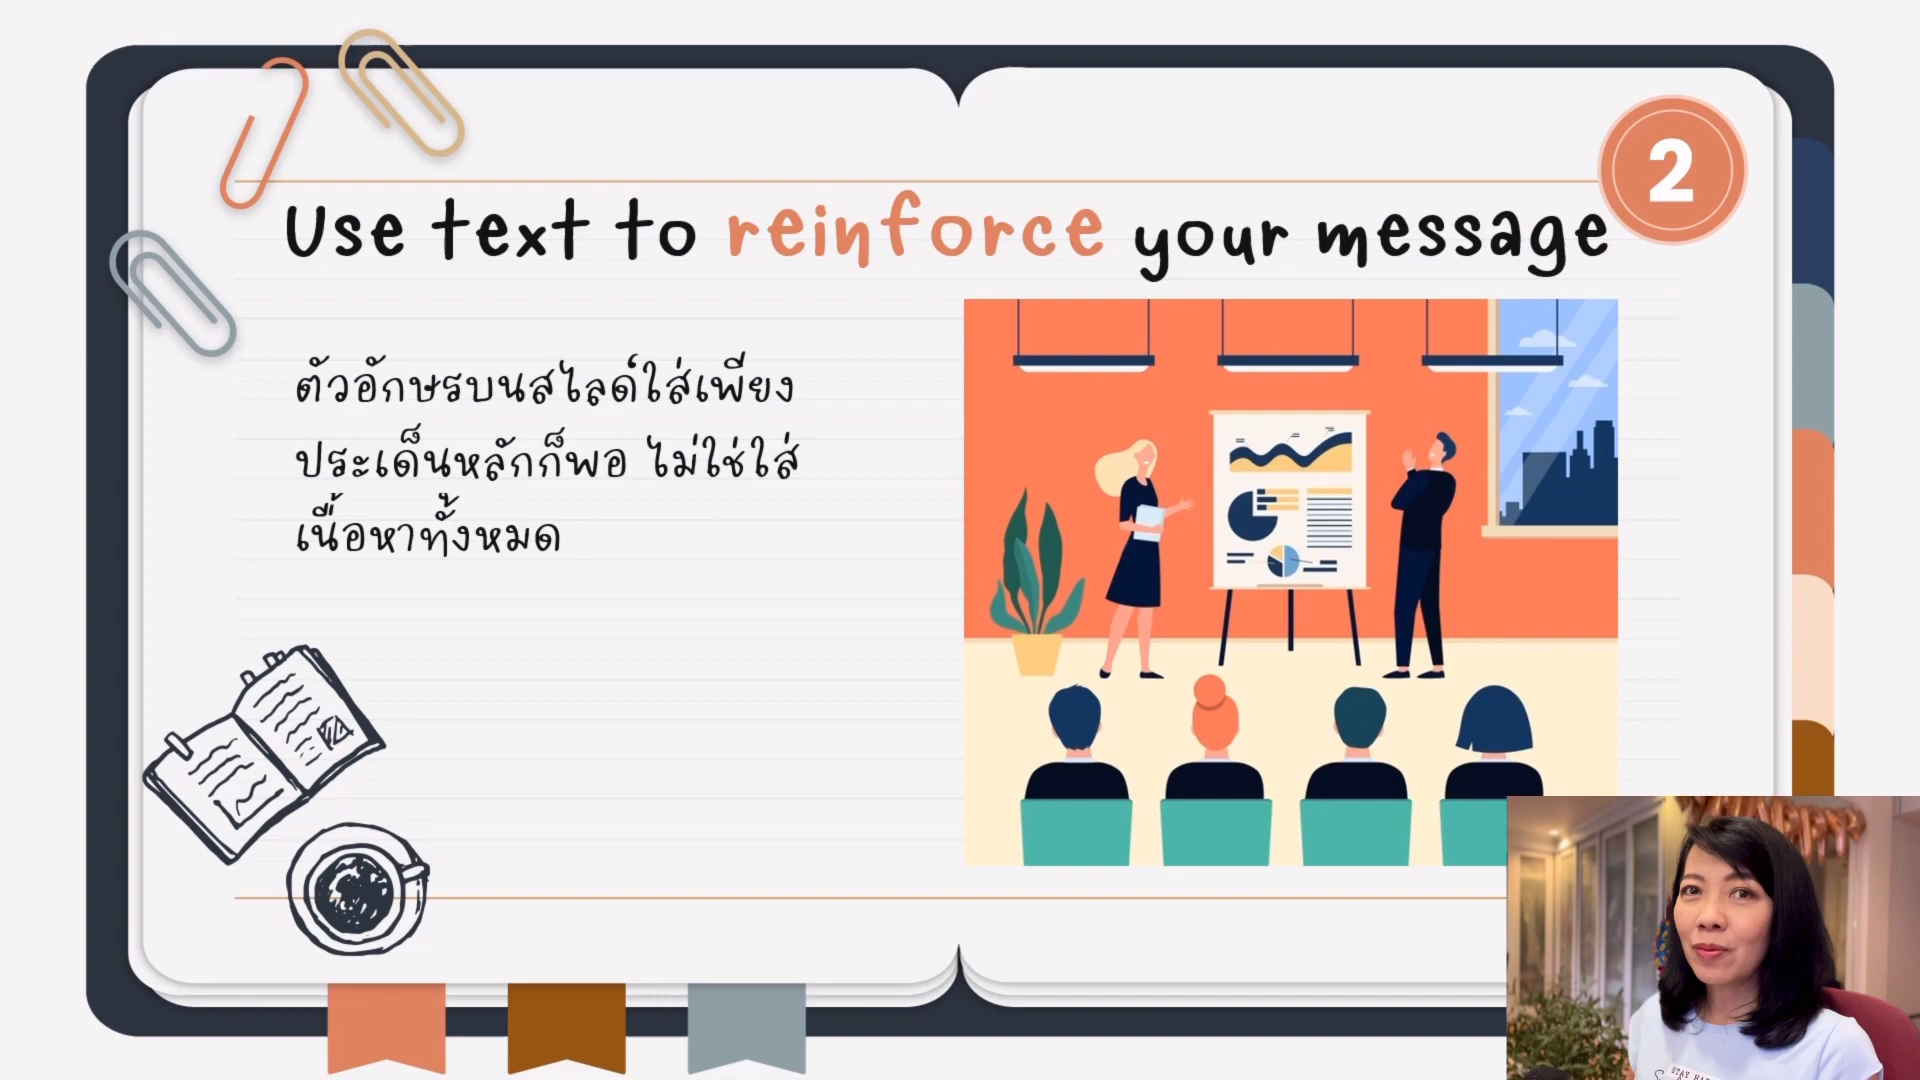 2
Use text to reinforce your message
ตัวอักษรบนสไลด์ใส่เพียง
ประเด็นหลักก็พอ ไม่ใช่ใส่
เนื้อหาทั้งหมด